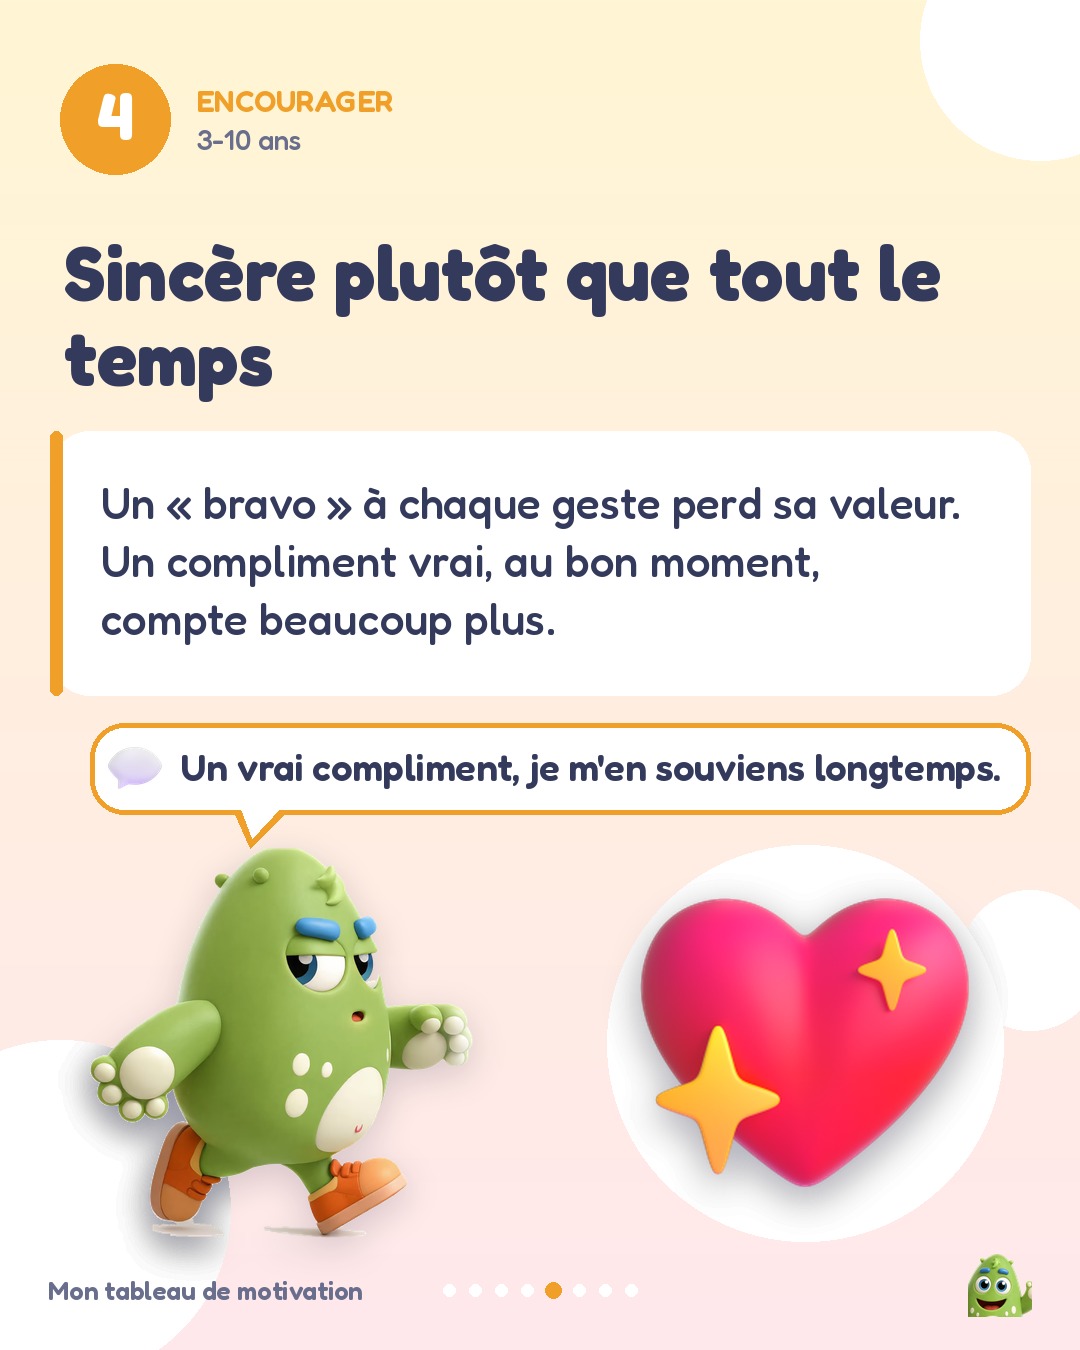 4
ENCOURAGER
3-10 ans
Sincère plutôt que tout le
temps
Un « bravo » à chaque geste perd sa valeur.
Un compliment vrai, au bon moment,
compte beaucoup plus.
Un vrai compliment, je m'en souviens longtemps.
Mon tableau de motivation